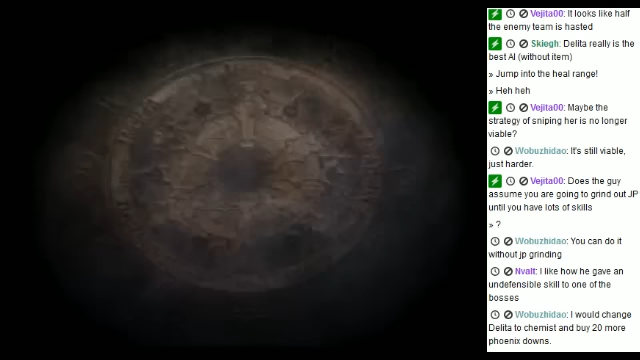 Vejita00: It looks like half
the enemy team is hasted
Skiegh: Delita really is the
best AI (without item)
» Jump into the heal range!
» Heh heh
Vejita00: Maybe the
strategy of sniping her is no longer
viable?
Wobuzhidao: It's still viable,
just harder.
Vejita00: Does the guy
assume you are going to grind out JP
until you have lots of skills
» ?
Wobuzhidao: You can do it
without jp grinding
Nvalt: I like how he gave an
undefensible skill to one of the
bosses
Wobuzhidao: I would change
Delita to chemist and buy 20 more
phoenix downs.